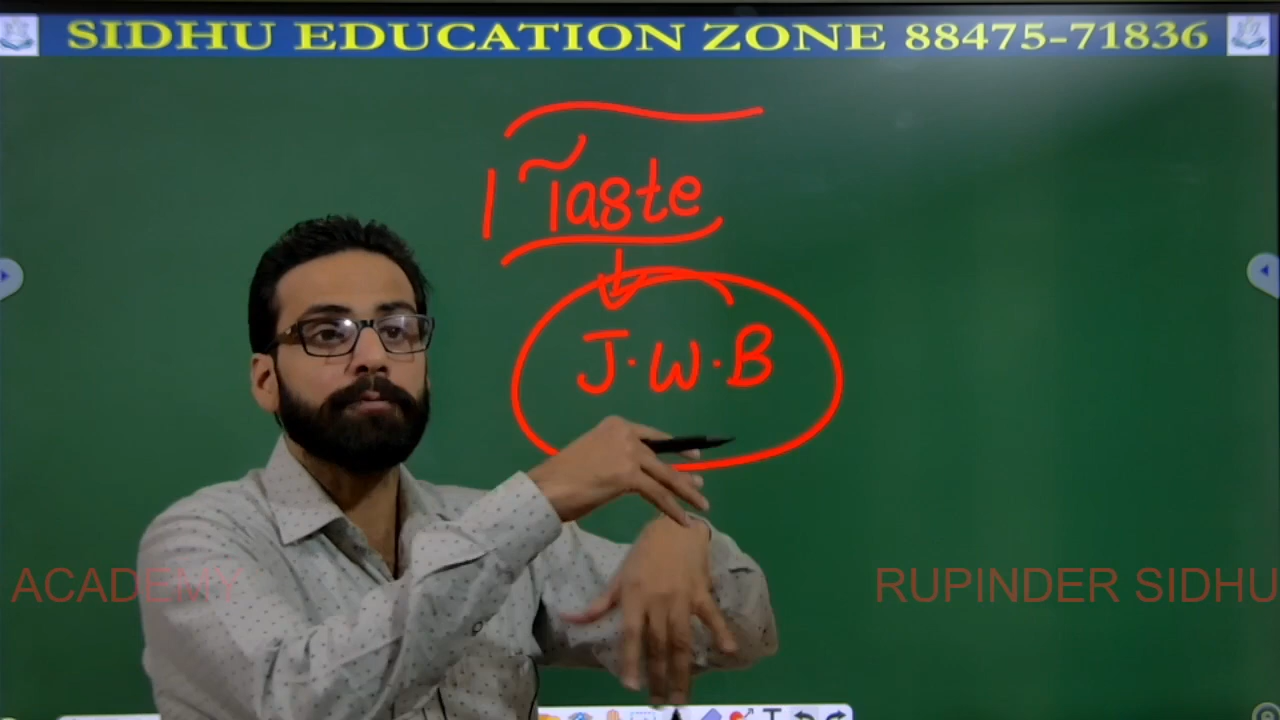 SIDHU EDUCATION ZONE 88475-71836
1 Taste
J.W.B
ACADEMY
RUPINDER SIDHU